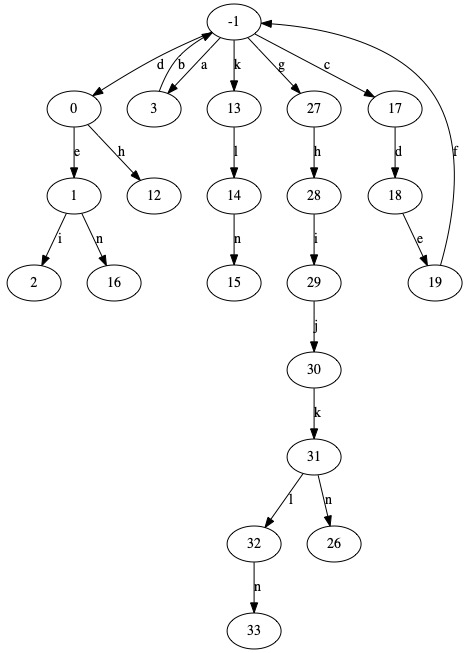 -1
d b a k g c
0 3 13 27 17
e h l h d f
1 12 14 28 18
i n n i e
2 16 15 29 19
j
30
k
31
l n
32 26
n
33